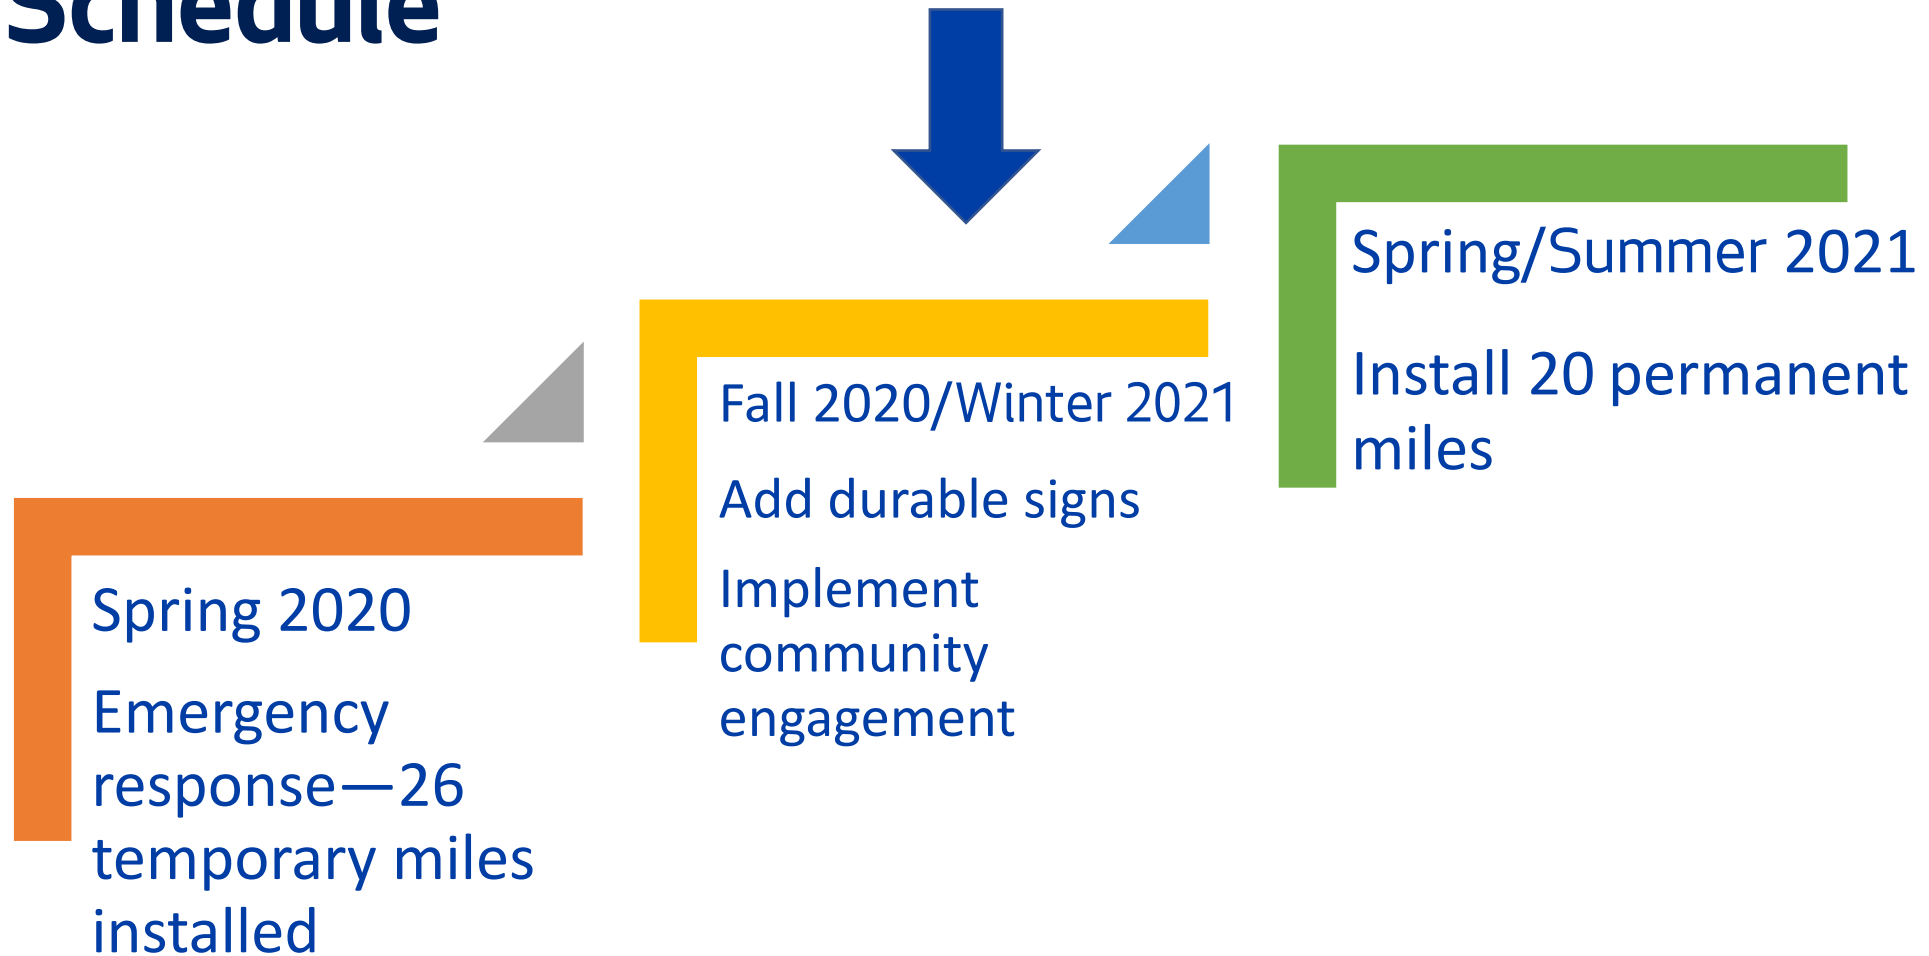 Schedule
Spring 2020
Emergency
response—26
temporary miles
installed
Fall 2020/Winter 2021
Add durable signs
Implement
community
engagement
Spring/Summer 2021
Install 20 permanent
miles